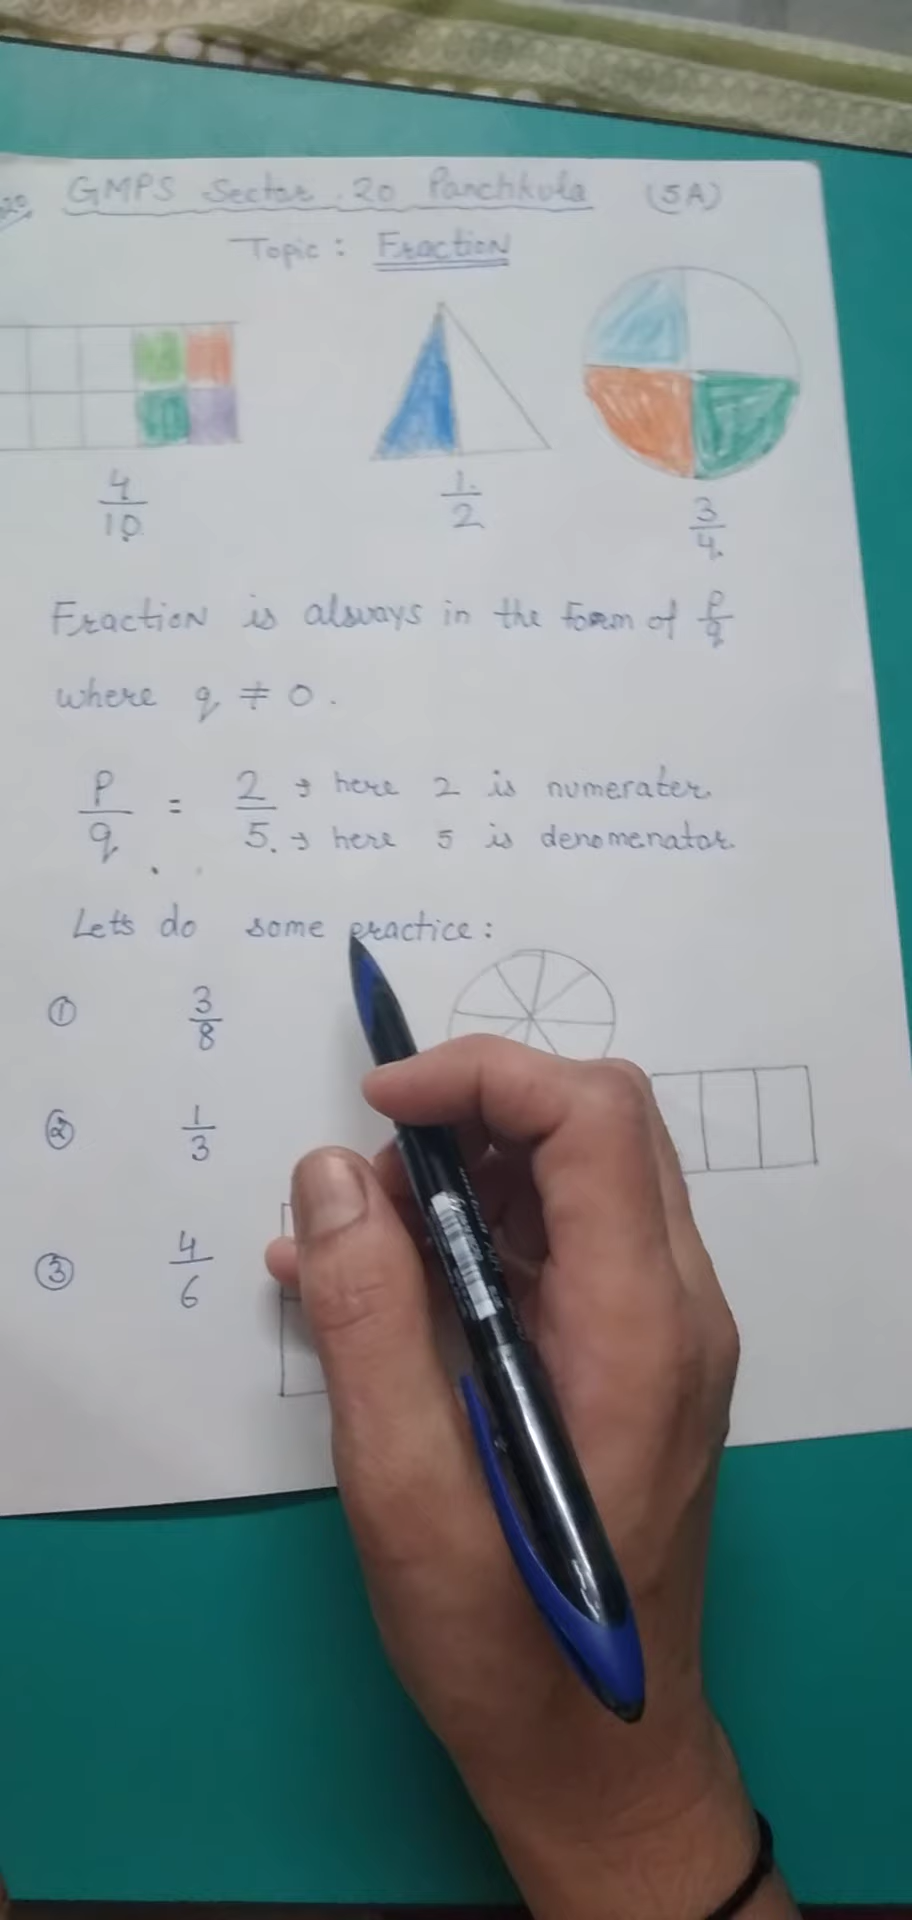 GMPS Sector 20 Panchkula (5A)
Topic : Fraction
4/10
1/2
3/4
Fraction is always in the form of p/q
where q ≠ 0.
p/q = 2/5
→ here 2 is numerater
→ here 5 is denomenator
Lets do some practice :
① 3/8
② 1/3
③ 4/6